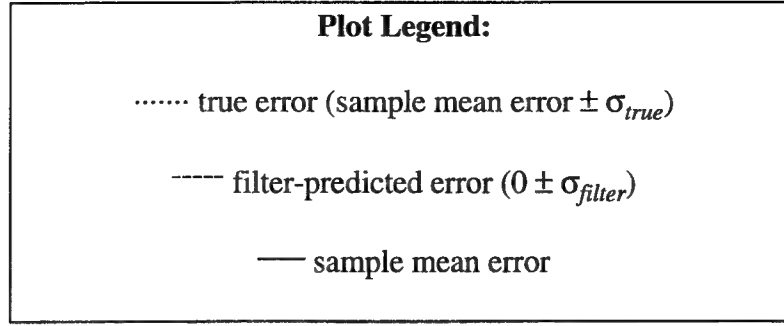 Plot Legend:
....... true error (sample mean error ± σtrue)
----- filter-predicted error (0 ± σfilter)
—— sample mean error